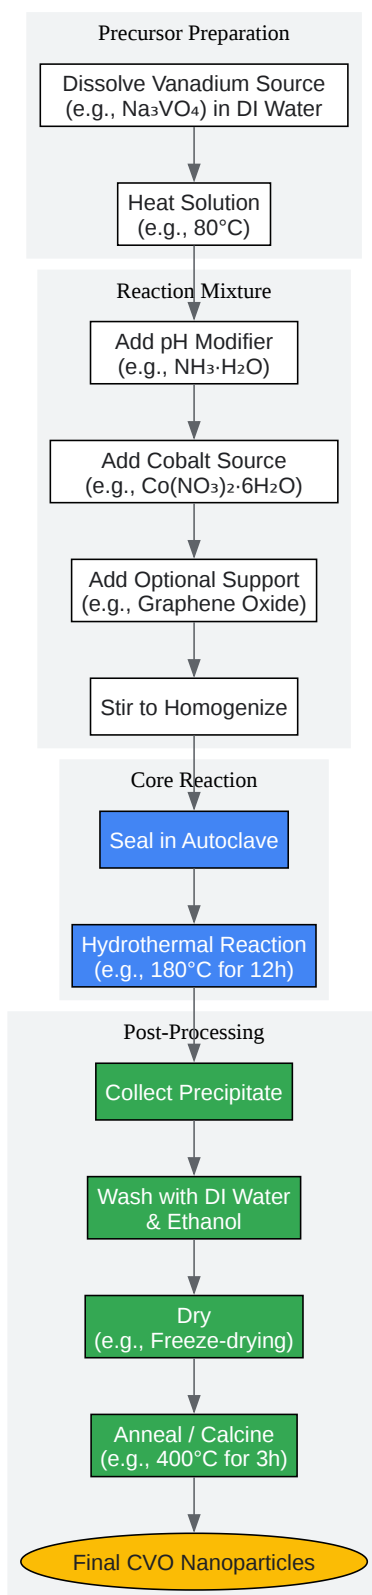 Precursor Preparation
Dissolve Vanadium Source
(e.g., Na₃VO₄) in DI Water
Heat Solution
(e.g., 80°C)
Reaction Mixture
Add pH Modifier
(e.g., NH₃·H₂O)
Add Cobalt Source
(e.g., Co(NO₃)₂·6H₂O)
Add Optional Support
(e.g., Graphene Oxide)
Stir to Homogenize
Core Reaction
Seal in Autoclave
Hydrothermal Reaction
(e.g., 180°C for 12h)
Post-Processing
Collect Precipitate
Wash with DI Water
& Ethanol
Dry
(e.g., Freeze-drying)
Anneal / Calcine
(e.g., 400°C for 3h)
Final CVO Nanoparticles